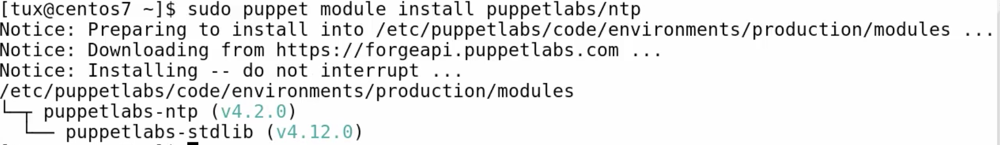 [tux@centos7 ~]$ sudo puppet module install puppetlabs/ntp
Notice: Preparing to install into /etc/puppetlabs/code/environments/production/modules ...
Notice: Downloading from https://forgeapi.puppetlabs.com ...
Notice: Installing -- do not interrupt ...
/etc/puppetlabs/code/environments/production/modules
└─┬ puppetlabs-ntp (v4.2.0)
  └── puppetlabs-stdlib (v4.12.0)